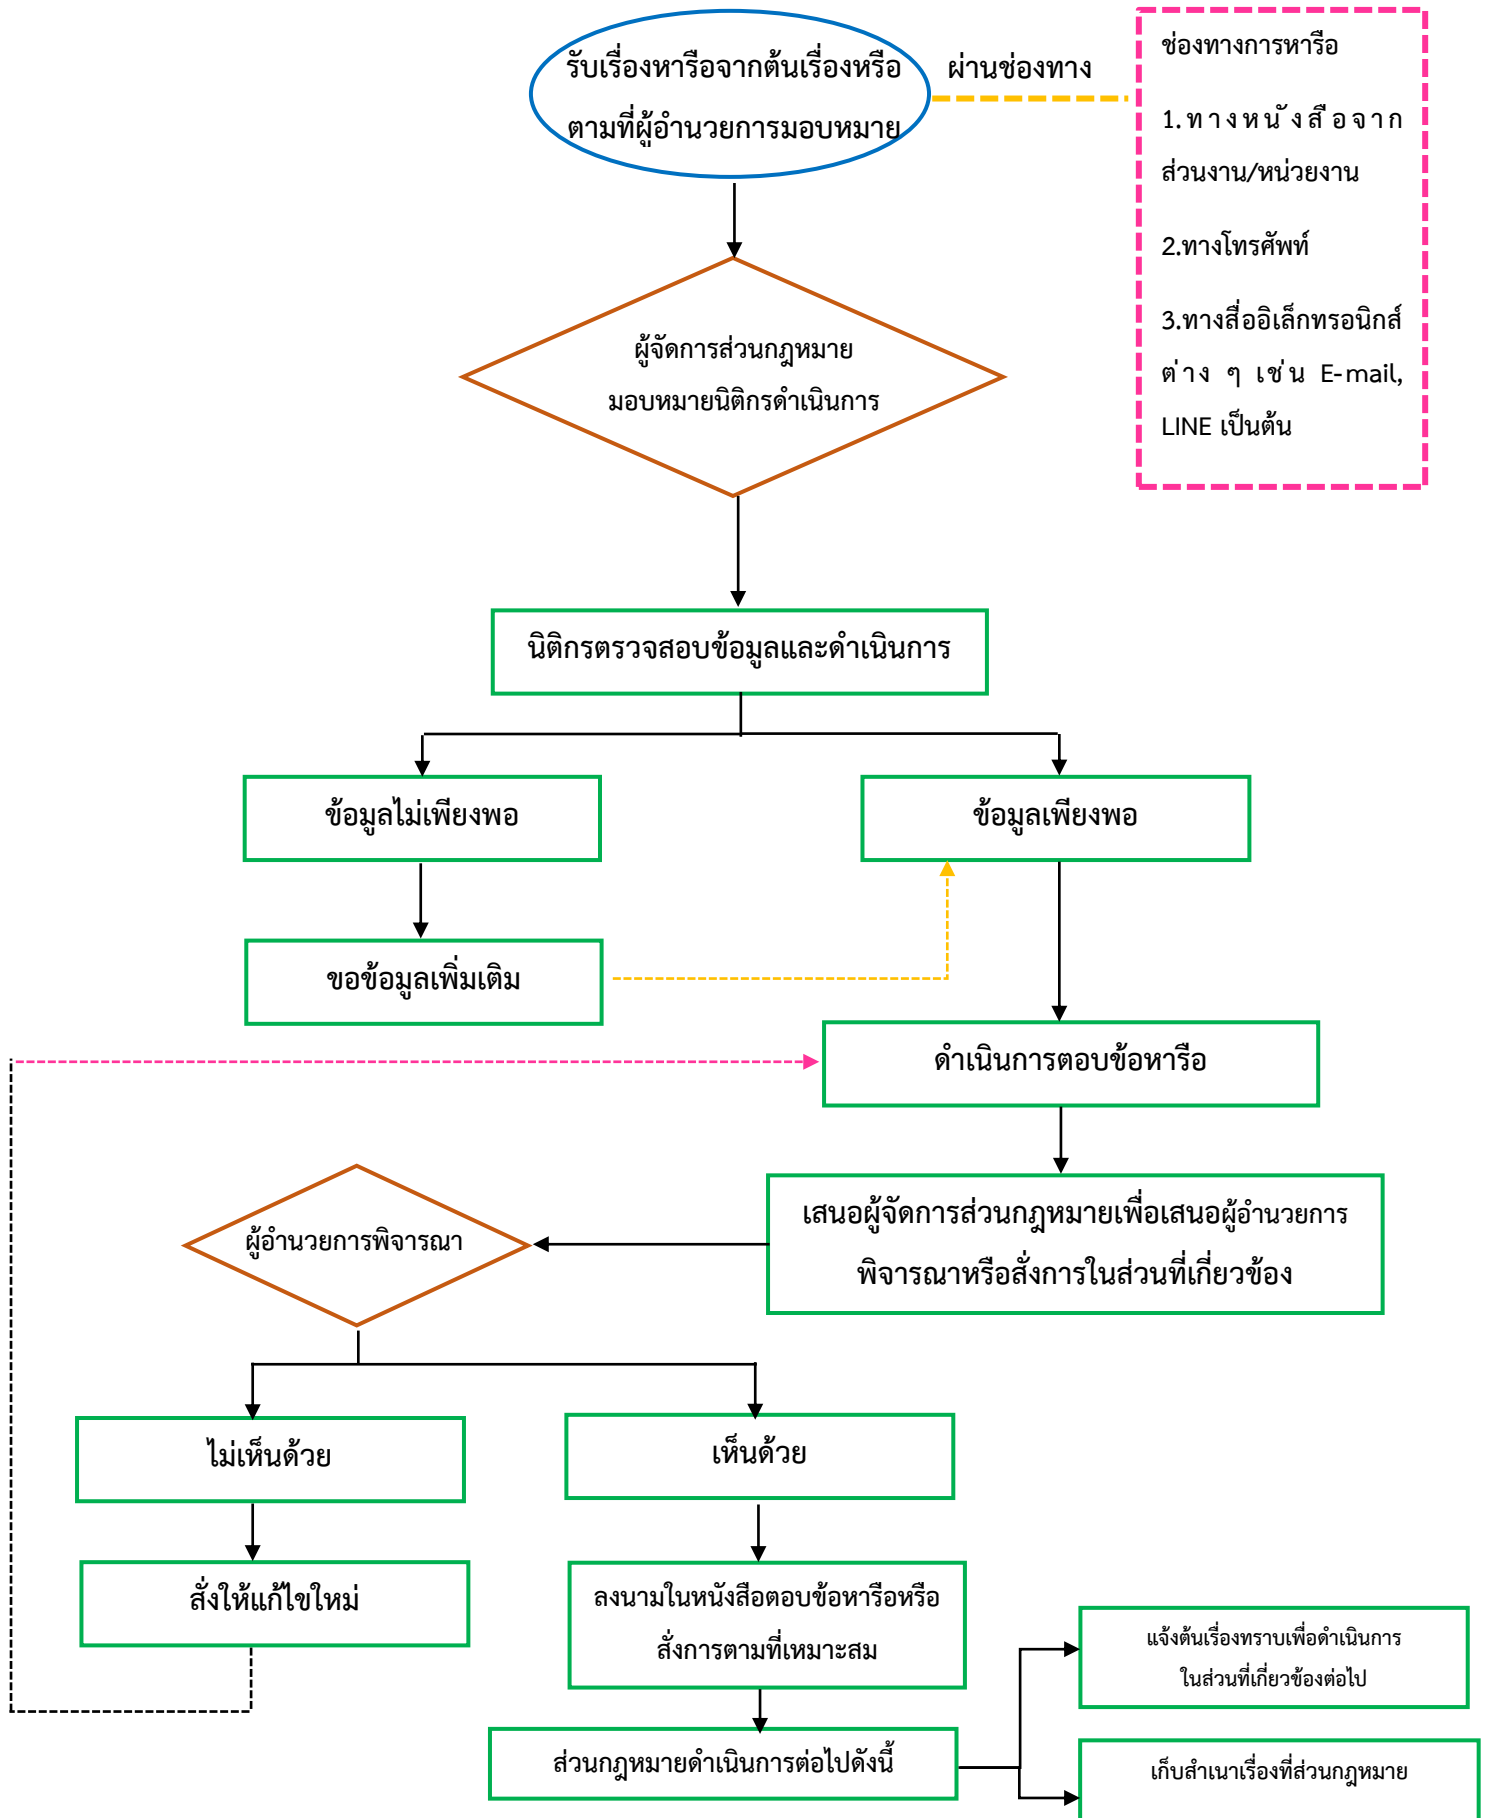 รับเรื่องหารือจากต้นเรื่องหรือ
ตามที่ผู้อำนวยการมอบหมาย
ผ่านช่องทาง
ช่องทางการหารือ
1. ทางหนังสือจาก
ส่วนงาน/หน่วยงาน
2.ทางโทรศัพท์
3.ทางสื่ออิเล็กทรอนิกส์
ต่าง ๆ เช่น E-mail,
LINE เป็นต้น
ผู้จัดการส่วนกฎหมาย
มอบหมายนิติกรดำเนินการ
นิติกรตรวจสอบข้อมูลและดำเนินการ
ข้อมูลไม่เพียงพอ
ข้อมูลเพียงพอ
ขอข้อมูลเพิ่มเติม
ดำเนินการตอบข้อหารือ
เสนอผู้จัดการส่วนกฎหมายเพื่อเสนอผู้อำนวยการ
พิจารณาหรือสั่งการในส่วนที่เกี่ยวข้อง
ผู้อำนวยการพิจารณา
ไม่เห็นด้วย
เห็นด้วย
สั่งให้แก้ไขใหม่
ลงนามในหนังสือตอบข้อหารือหรือ
สั่งการตามที่เหมาะสม
แจ้งต้นเรื่องทราบเพื่อดำเนินการ
ในส่วนที่เกี่ยวข้องต่อไป
ส่วนกฎหมายดำเนินการต่อไปดังนี้
เก็บสำเนาเรื่องที่ส่วนกฎหมาย